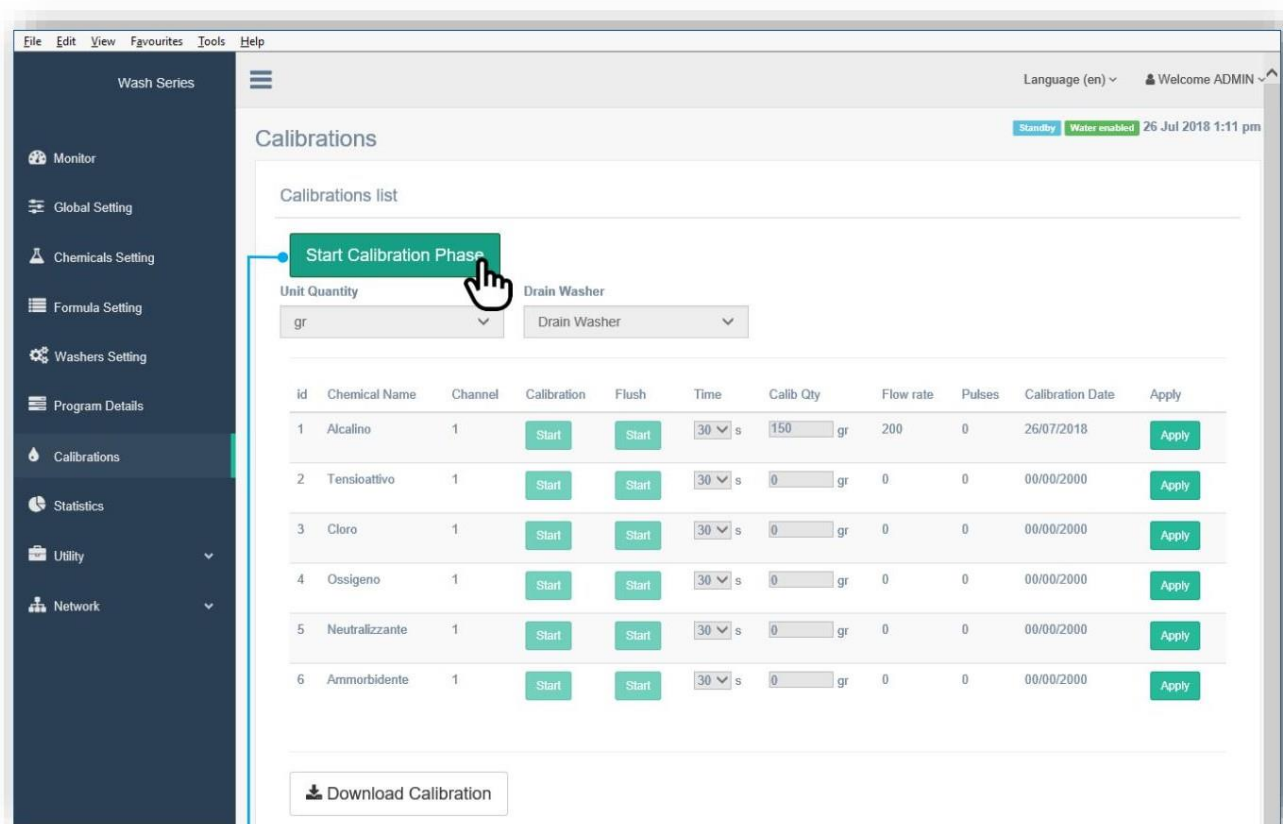 File Edit View Favourites Tools Help
Wash Series
Language (en)
Welcome ADMIN
Calibrations
Standby Water enabled 26 Jul 2018 1:11 pm
Monitor
Global Setting
Chemicals Setting
Formula Setting
Washers Setting
Program Details
Calibrations
Statistics
Utility
Network
Calibrations list
Start Calibration Phase
Unit Quantity Drain Washer
gr Drain Washer
id Chemical Name Channel Calibration Flush Time Calib Qty Flow rate Pulses Calibration Date Apply
1 Alcalino 1 Start Start 30 s 150 gr 200 0 26/07/2018 Apply
2 Tensioattivo 1 Start Start 30 s 0 gr 0 0 00/00/2000 Apply
3 Cloro 1 Start Start 30 s 0 gr 0 0 00/00/2000 Apply
4 Ossigeno 1 Start Start 30 s 0 gr 0 0 00/00/2000 Apply
5 Neutralizzante 1 Start Start 30 s 0 gr 0 0 00/00/2000 Apply
6 Ammorbidente 1 Start Start 30 s 0 gr 0 0 00/00/2000 Apply
Download Calibration